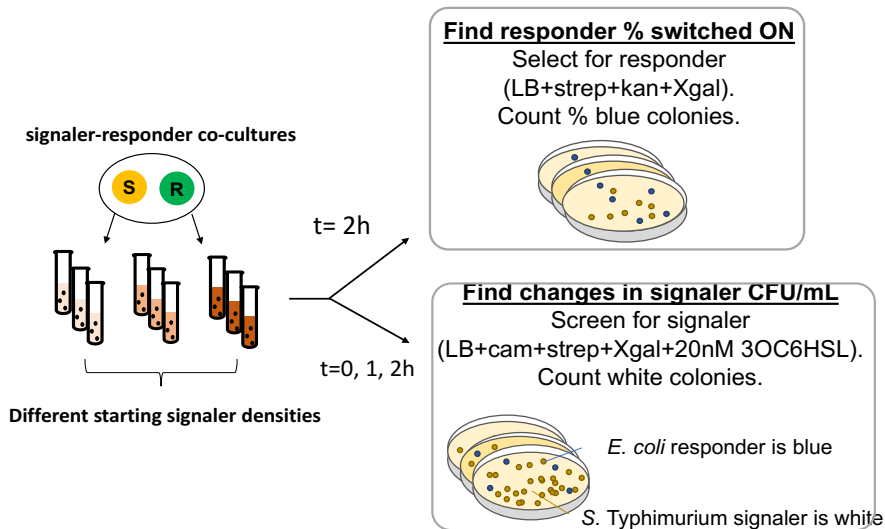 signaler-responder co-cultures
S R
Different starting signaler densities
t= 2h
t=0, 1, 2h
Find responder % switched ON
Select for responder
(LB+strep+kan+Xgal).
Count % blue colonies.
Find changes in signaler CFU/mL
Screen for signaler
(LB+cam+strep+Xgal+20nM 3OC6HSL).
Count white colonies.
E. coli responder is blue
S. Typhimurium signaler is white